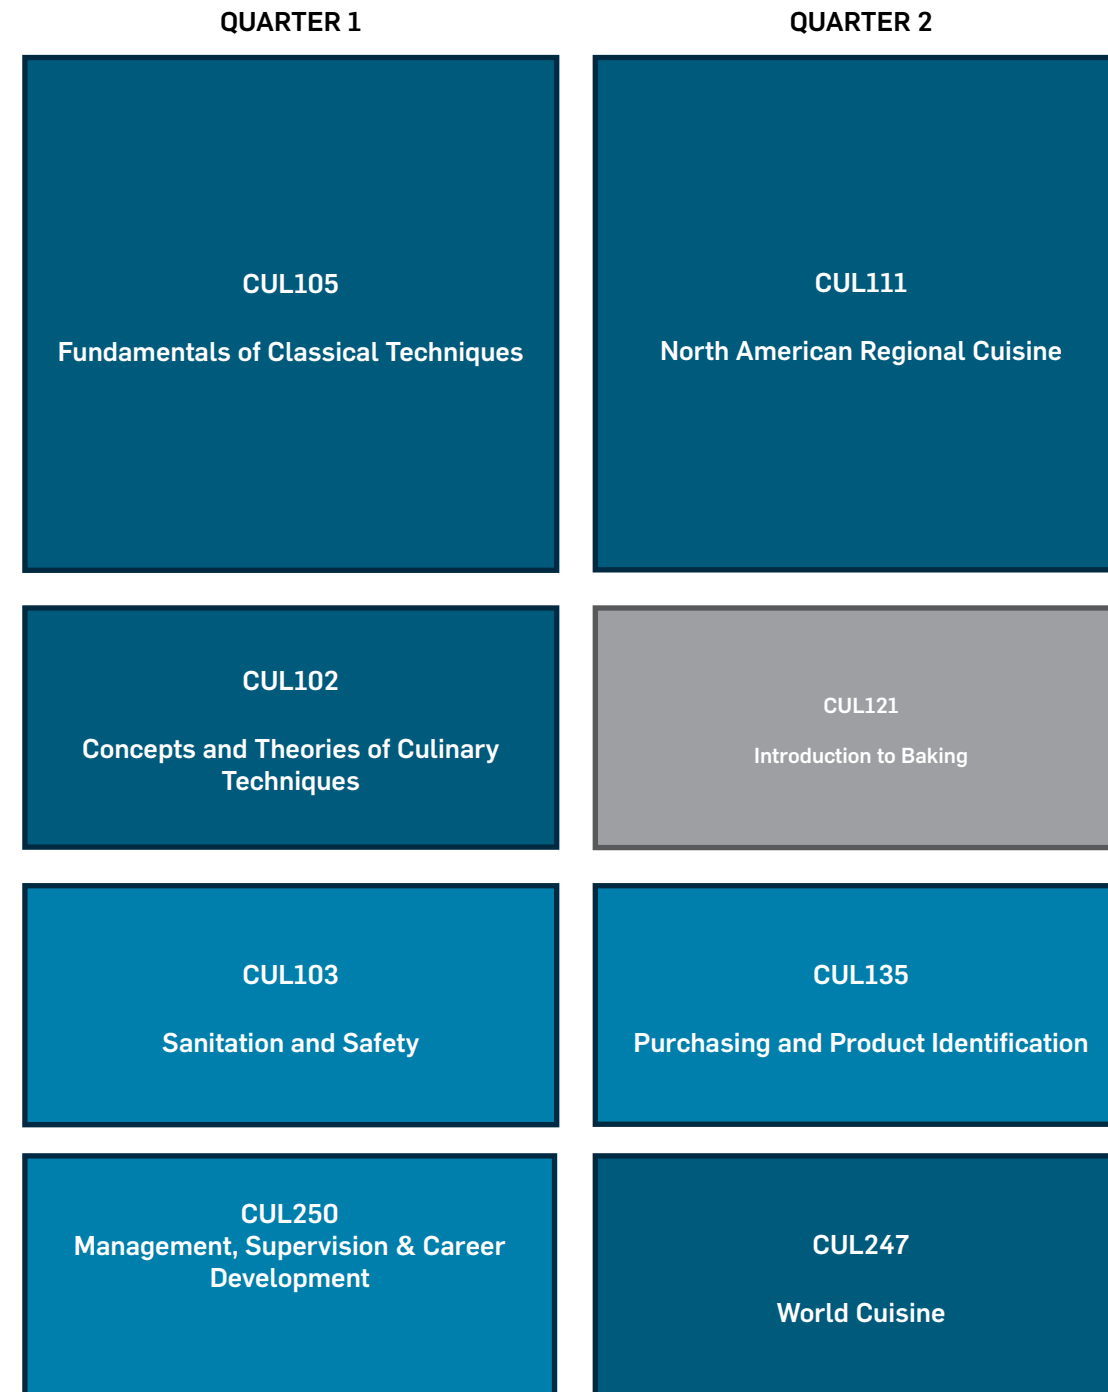 QUARTER 1
QUARTER 2
CUL105
Fundamentals of Classical Techniques
CUL111
North American Regional Cuisine
CUL102
Concepts and Theories of Culinary
Techniques
CUL121
Introduction to Baking
CUL103
Sanitation and Safety
CUL135
Purchasing and Product Identification
CUL250
Management, Supervision & Career
Development
CUL247
World Cuisine